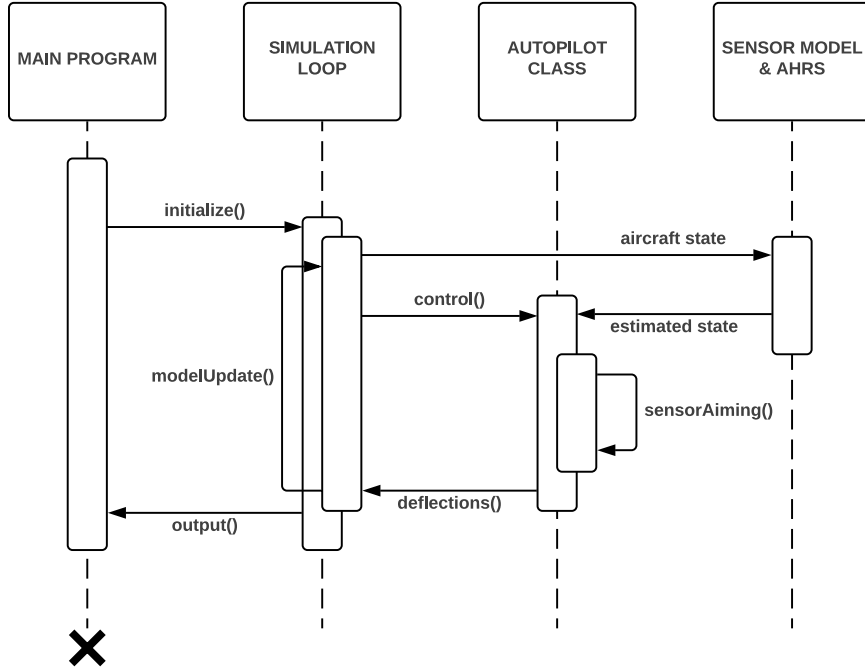 MAIN PROGRAM
SIMULATION
LOOP
AUTOPILOT
CLASS
SENSOR MODEL
& AHRS
initialize()
aircraft state
control()
estimated state
modelUpdate()
sensorAiming()
deflections()
output()